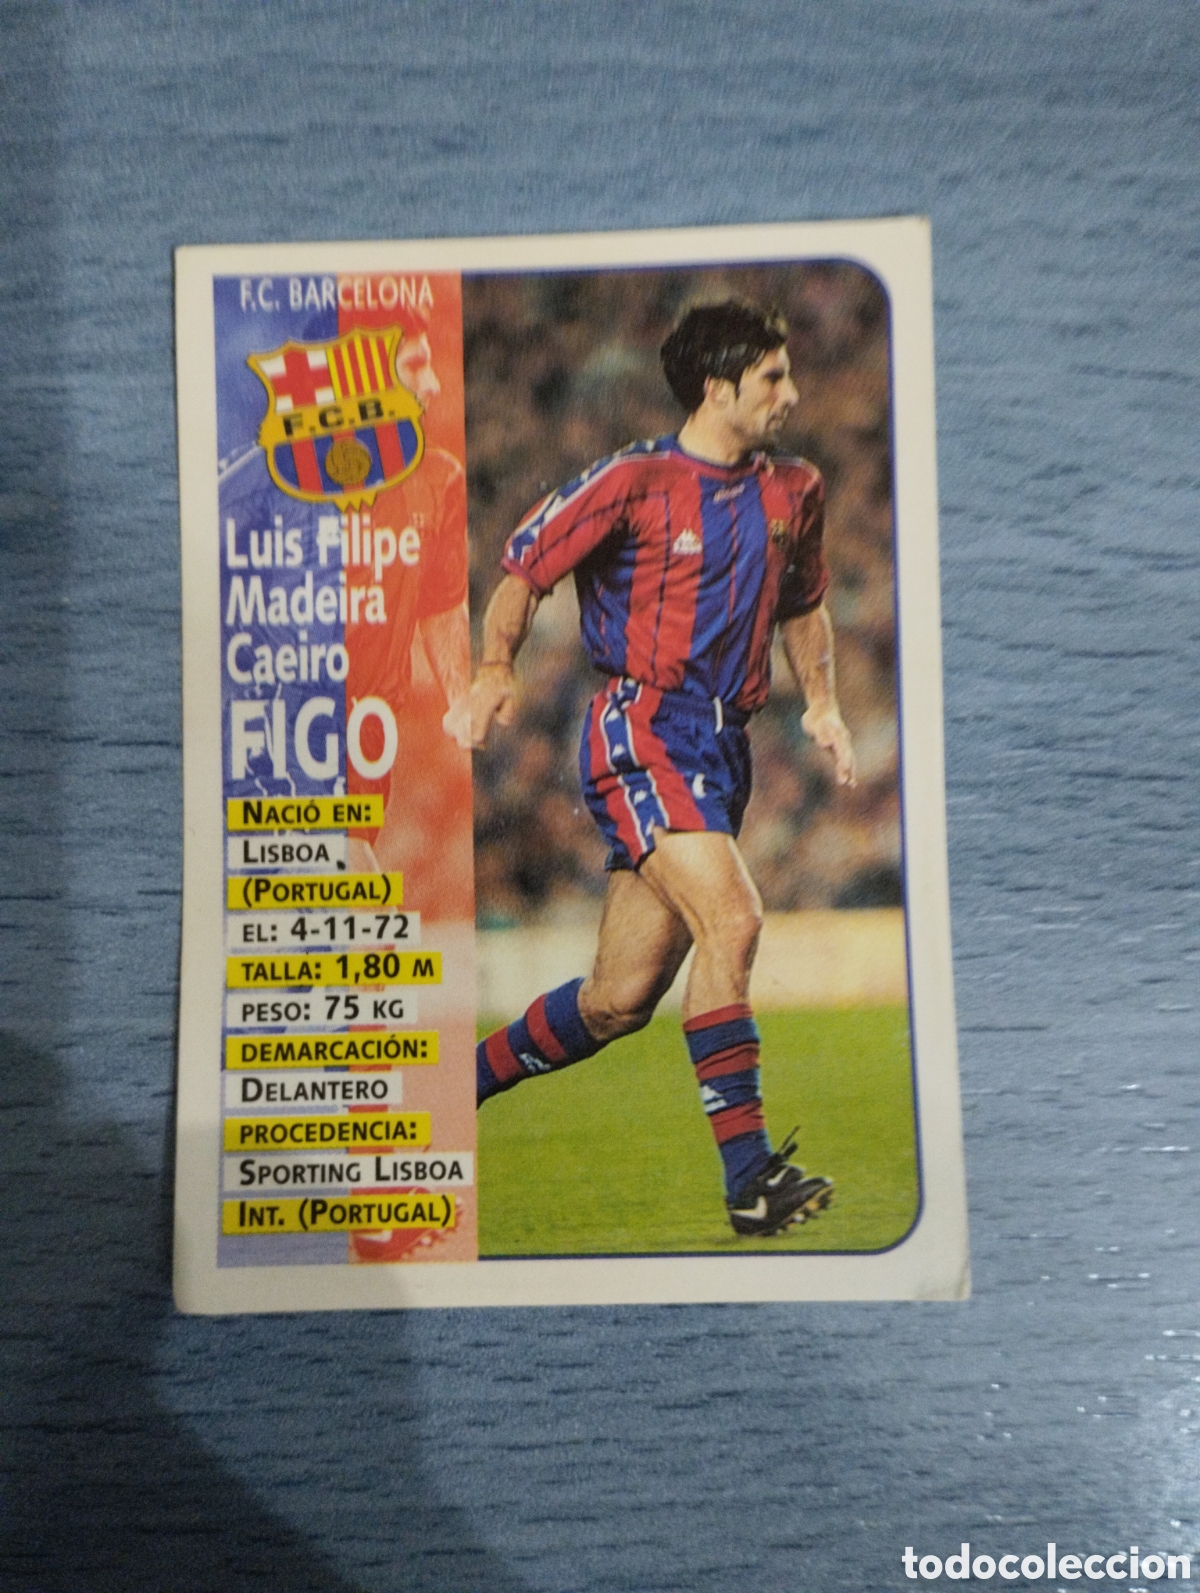 F.C. BARCELONA
F.C.B.
Luis Filipe
Madeira
Caeiro
FIGO
NACIÓ EN:
LISBOA
(PORTUGAL)
EL: 4-11-72
TALLA: 1,80 M
PESO: 75 KG
DEMARCACIÓN:
DELANTERO
PROCEDENCIA:
SPORTING LISBOA
INT. (PORTUGAL)
todocoleccion